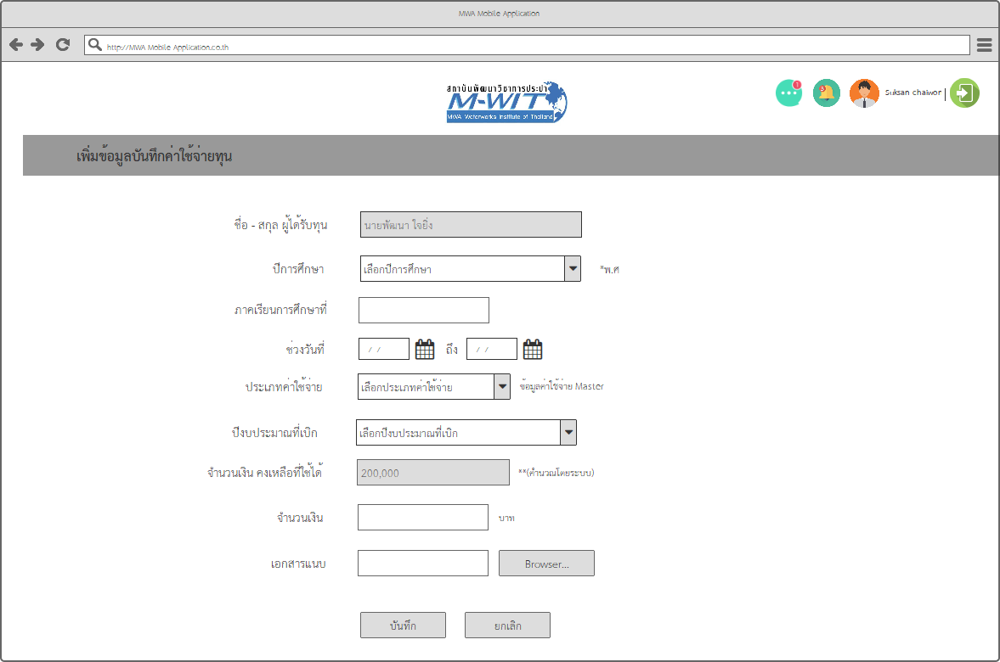 MWA Mobile Application
http://MWA Mobile Application.co.th
สถาบันพัฒนาวิชาการประปา
M-WIT
MWA Waterworks Institute of Thailand
1
3
Suksan chaiwor |
เพิ่มข้อมูลบันทึกค่าใช้จ่ายทุน
ชื่อ - สกุล ผู้ได้รับทุน นายพัฒนา ใจยิ่ง
ปีการศึกษา เลือกปีการศึกษา *พ.ศ
ภาคเรียนการศึกษาที่
ช่วงวันที่ / / ถึง / /
ประเภทค่าใช้จ่าย เลือกประเภทค่าใช้จ่าย ข้อมูลค่าใช้จ่าย Master
ปีงบประมาณที่เบิก เลือกปีงบประมาณที่เบิก
จำนวนเงิน คงเหลือที่ใช้ได้ 200,000 **(คำนวณโดยระบบ)
จำนวนเงิน บาท
เอกสารแนบ Browser...
บันทึก ยกเลิก